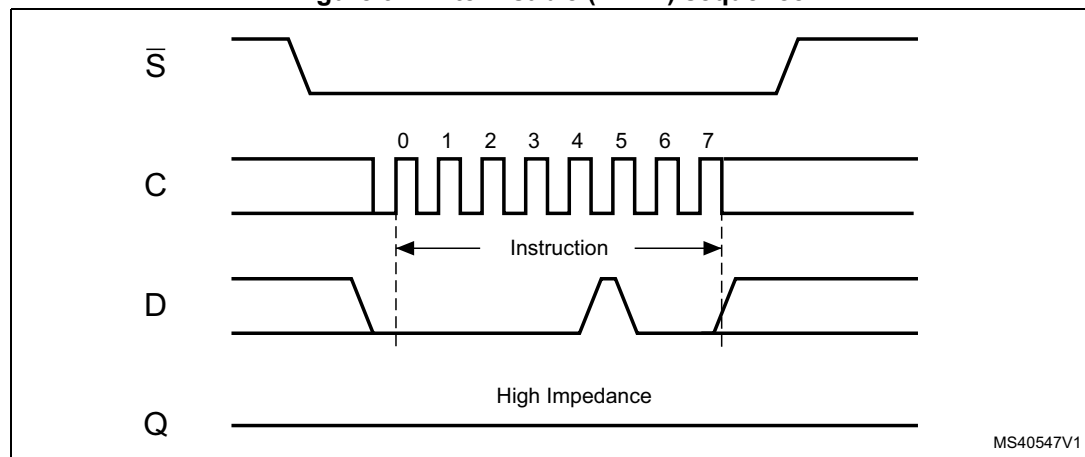 S̅
0 1 2 3 4 5 6 7
C
Instruction
D
High Impedance
Q
MS40547V1